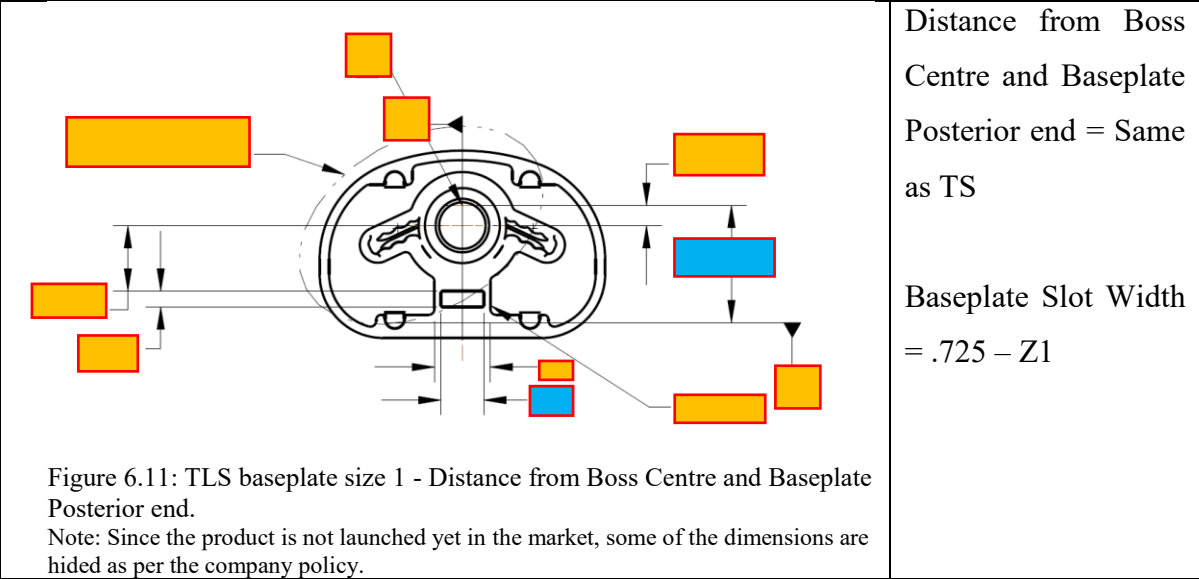 Distance from Boss
Centre and Baseplate
Posterior end = Same
as TS
Baseplate Slot Width
= .725 – Z1
Figure 6.11: TLS baseplate size 1 - Distance from Boss Centre and Baseplate
Posterior end.
Note: Since the product is not launched yet in the market, some of the dimensions are
hided as per the company policy.